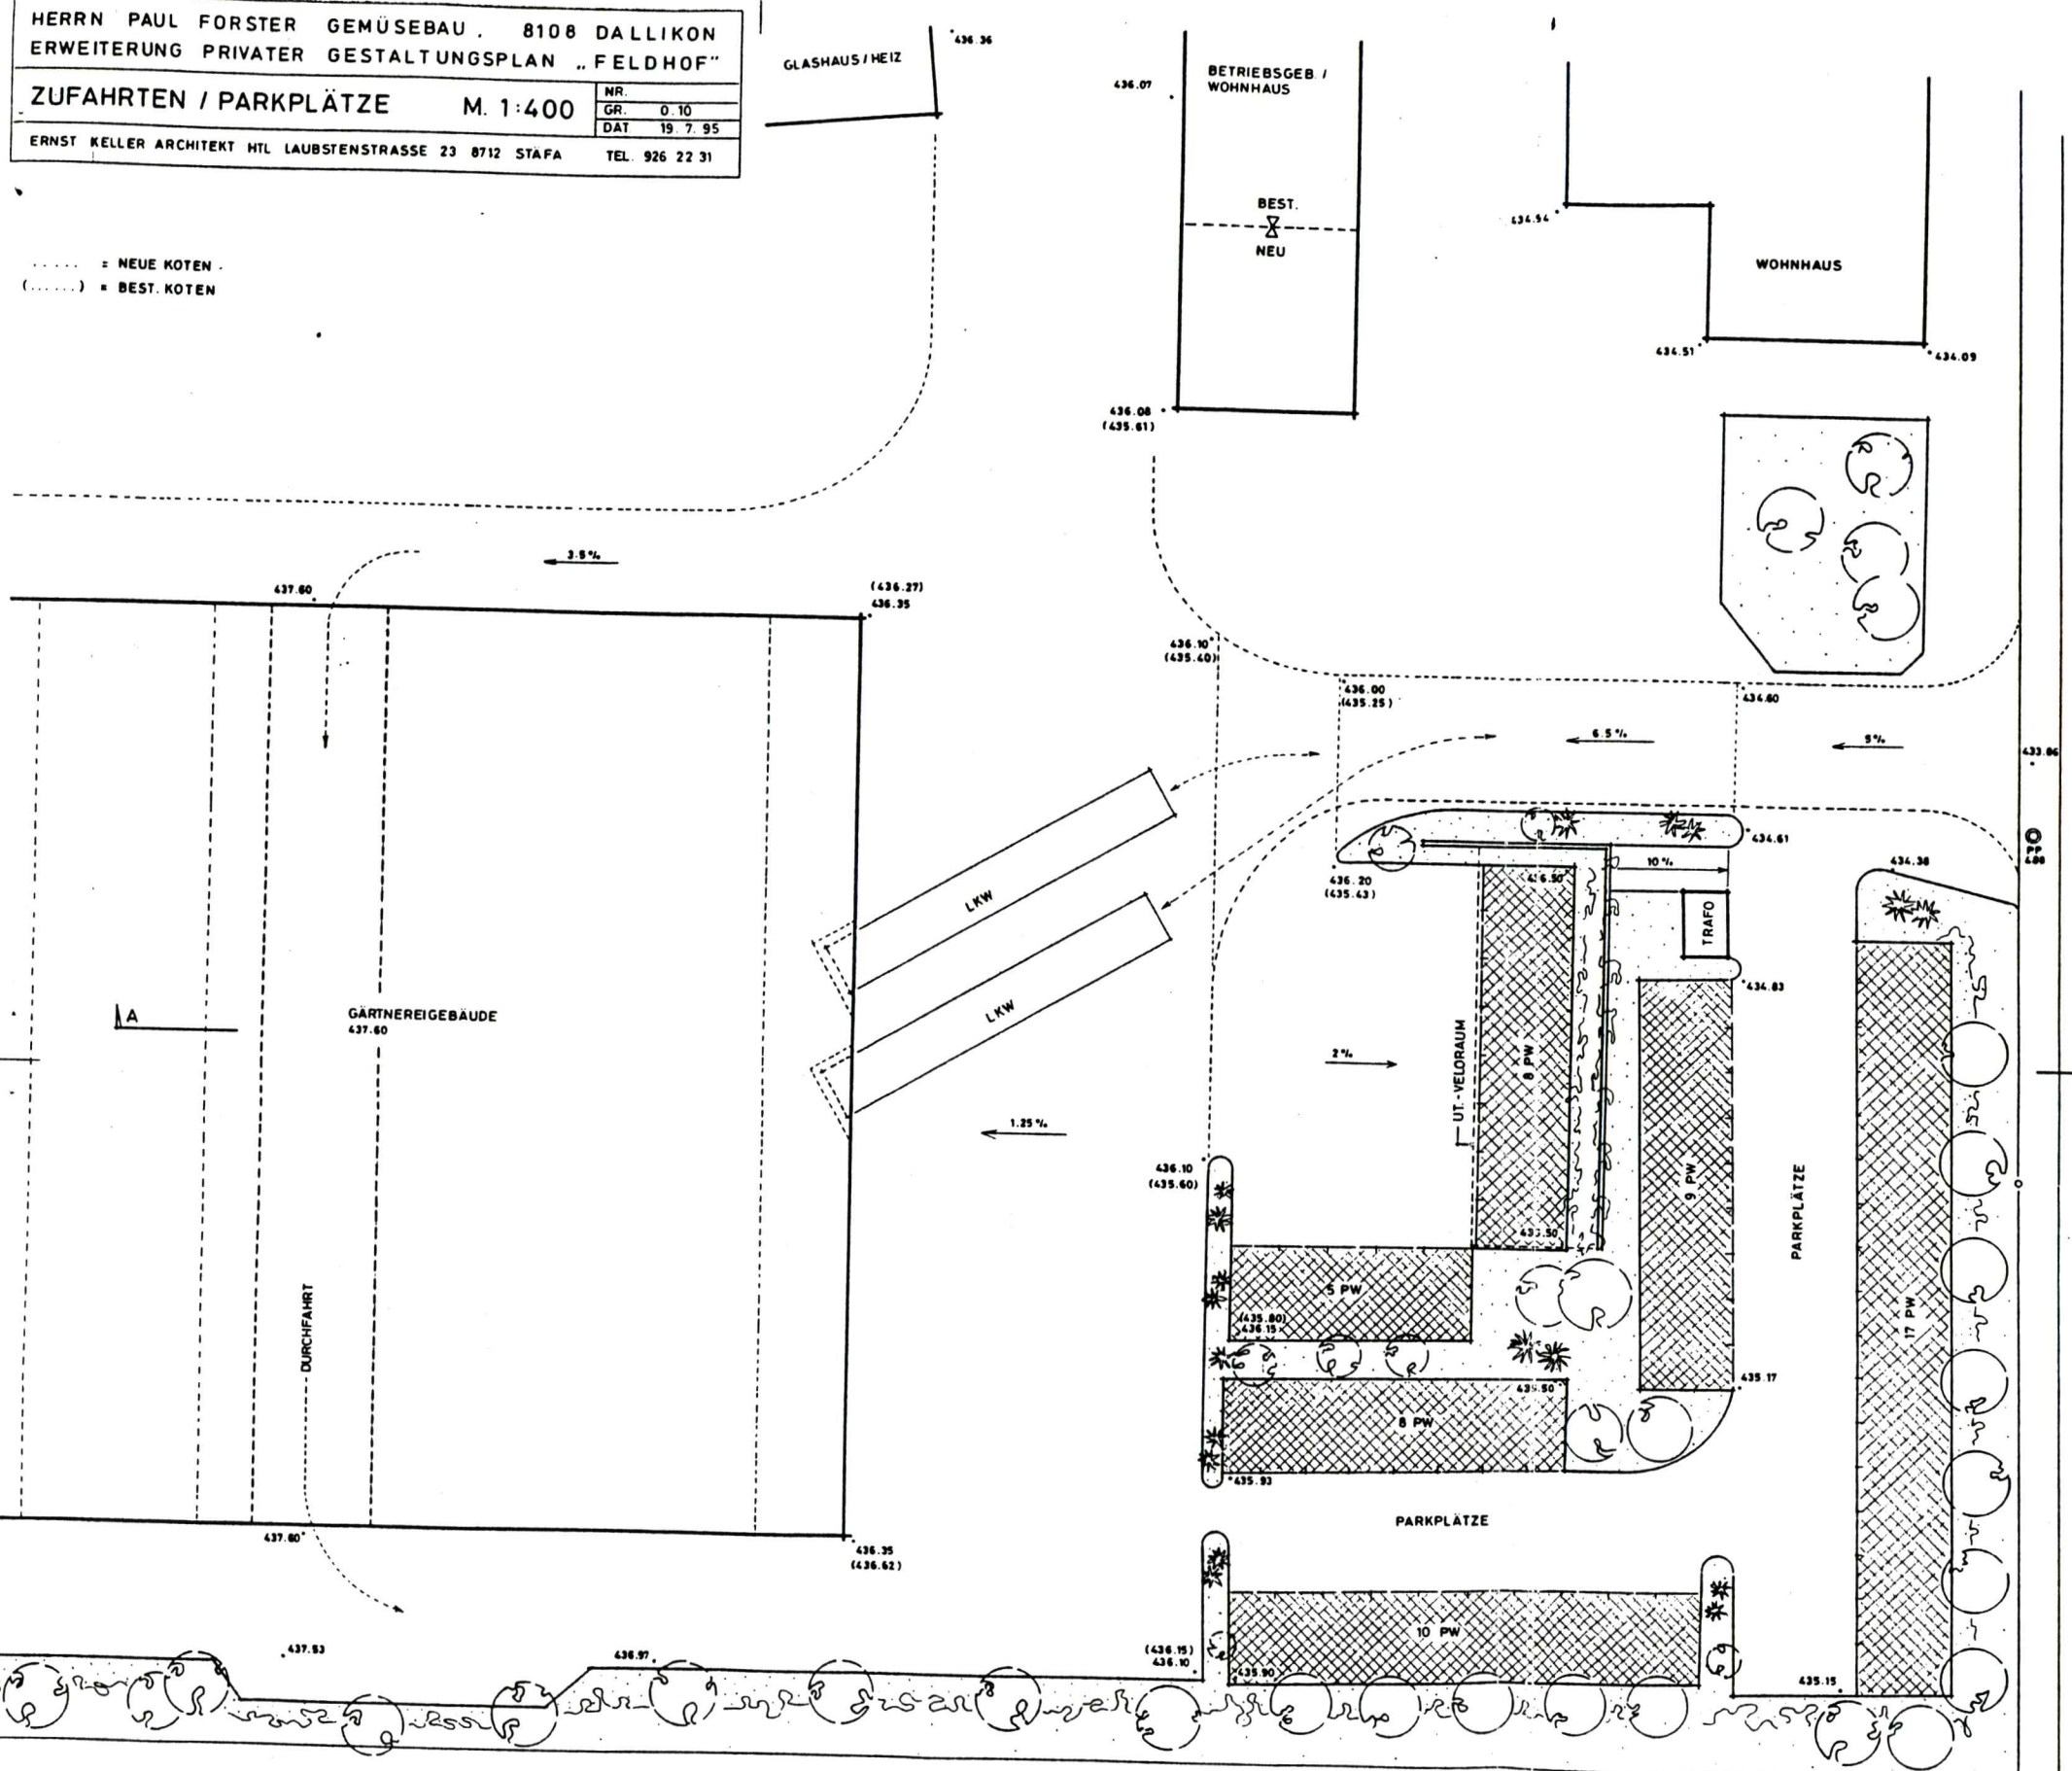 HERRN PAUL FORSTER GEMÜSEBAU. 8108 DALLIKON
ERWEITERUNG PRIVATER GESTALTUNGSPLAN „FELDHOF"
ZUFAHRTEN / PARKPLÄTZE M. 1:400
NR.
GR. 0.10
DAT 19.7.95
ERNST KELLER ARCHITEKT HTL LAUBSTENSTRASSE 23 8712 STÄFA TEL. 926 22 31
..... = NEUE KOTEN.
(......) = BEST. KOTEN
GLASHAUS / HEIZ
436.36
436.07
BETRIEBSGEB. /
WOHNHAUS
BEST.
NEU
434.54
WOHNHAUS
434.51
434.09
436.08
(435.61)
3.5%
437.60
(436.27)
436.35
436.10
(435.40)
436.00
(435.25)
434.60
6.5%
5%
433.86
434.61
PP
10%
434.38
436.20
(435.43)
TRAFO
434.83
LKW
LKW
A
GÄRTNEREIGEBÄUDE
437.60
2%
UT.-VELORAUM
8 PW
9 PW
PARKPLÄTZE
17 PW
1.25%
436.10
(435.60)
5 PW
(435.80)
436.15
DURCHFAHRT
435.17
8 PW
435.93
PARKPLÄTZE
437.60
436.35
(436.62)
10 PW
437.53
436.97
(436.15)
436.10
435.90
435.15